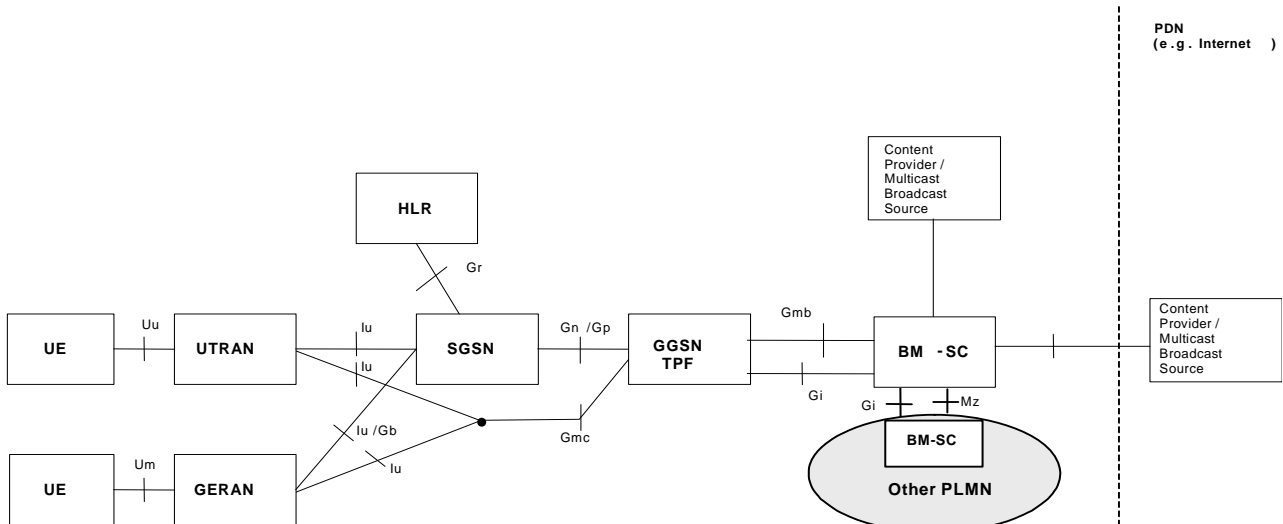 PDN
(e.g. Internet )
Content
Provider /
Multicast
Broadcast
Source
HLR
Gr
UE
Uu
UTRAN
Iu
Iu
SGSN
Gn /Gp
GGSN
TPF
Gmb
Gi
BM - SC
Content
Provider /
Multicast
Broadcast
Source
Gi
Mz
Iu /Gb
Iu
Gmc
BM-SC
Other PLMN
UE
Um
GERAN